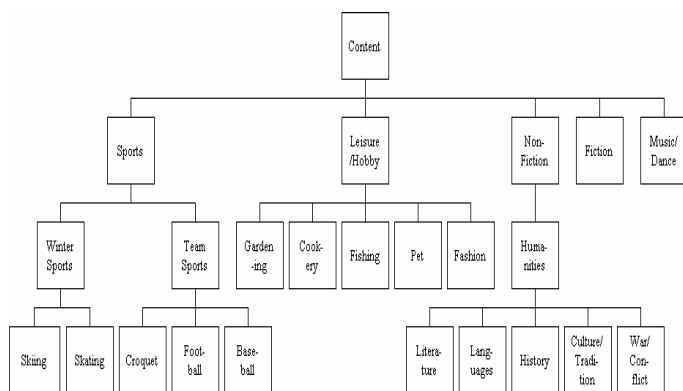 Content
Sports
Leisure
/Hobby
Non-
Fiction
Fiction
Music/
Dance
Winter
Sports
Team
Sports
Garden
-ing
Cook-
ery
Fishing
Pet
Fashion
Huma-
nities
Skiing
Skating
Croquet
Foot-
ball
Base-
ball
Litera-
ture
Lang-
uages
History
Culture/
Tradi-
tion
War/
Con-
flict